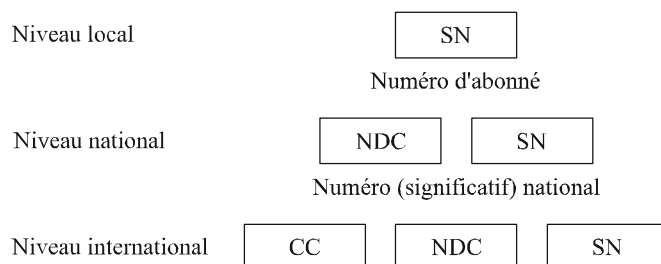 Niveau local SN
Numéro d'abonné
Niveau national NDC SN
Numéro (significatif) national
Niveau international CC NDC SN